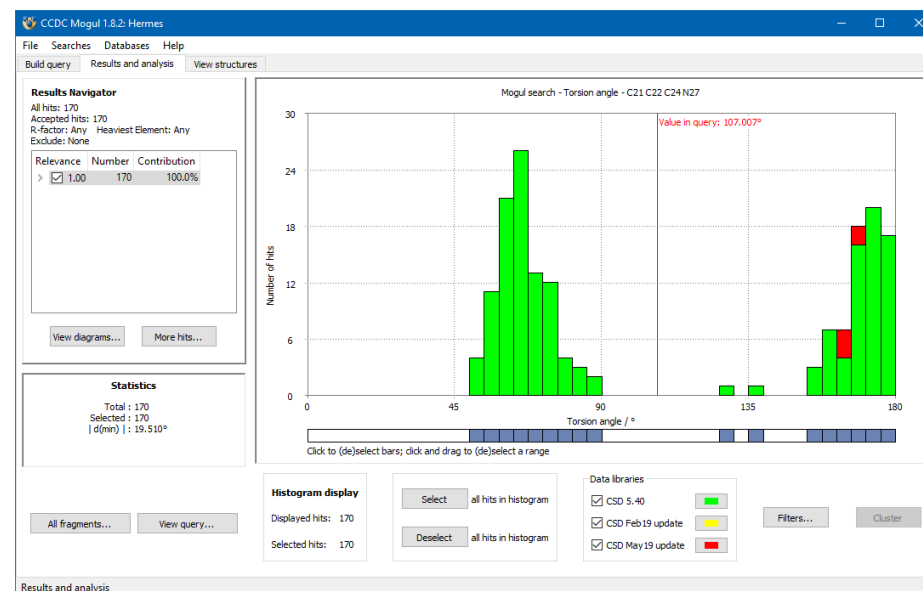 CCDC Mogul 1.8.2: Hermes
File Searches Databases Help
Build query Results and analysis View structures
Results Navigator
All hits: 170
Accepted hits: 170
R-factor: Any Heaviest Element: Any
Exclude: None
Relevance Number Contribution
1.00 170 100.0%
View diagrams... More hits...
Statistics
Total : 170
Selected : 170
| d(min) | : 19.510°
All fragments... View query...
Mogul search - Torsion angle - C21 C22 C24 N27
Value in query: 107.007°
Number of hits
30
24
18
12
6
0
0 45 90 135 180
Torsion angle / °
Click to (de)select bars; click and drag to (de)select a range
Histogram display
Displayed hits: 170
Selected hits: 170
Select all hits in histogram
Deselect all hits in histogram
Data libraries
CSD 5.40
CSD Feb19 update
CSD May19 update
Filters... Cluster
Results and analysis